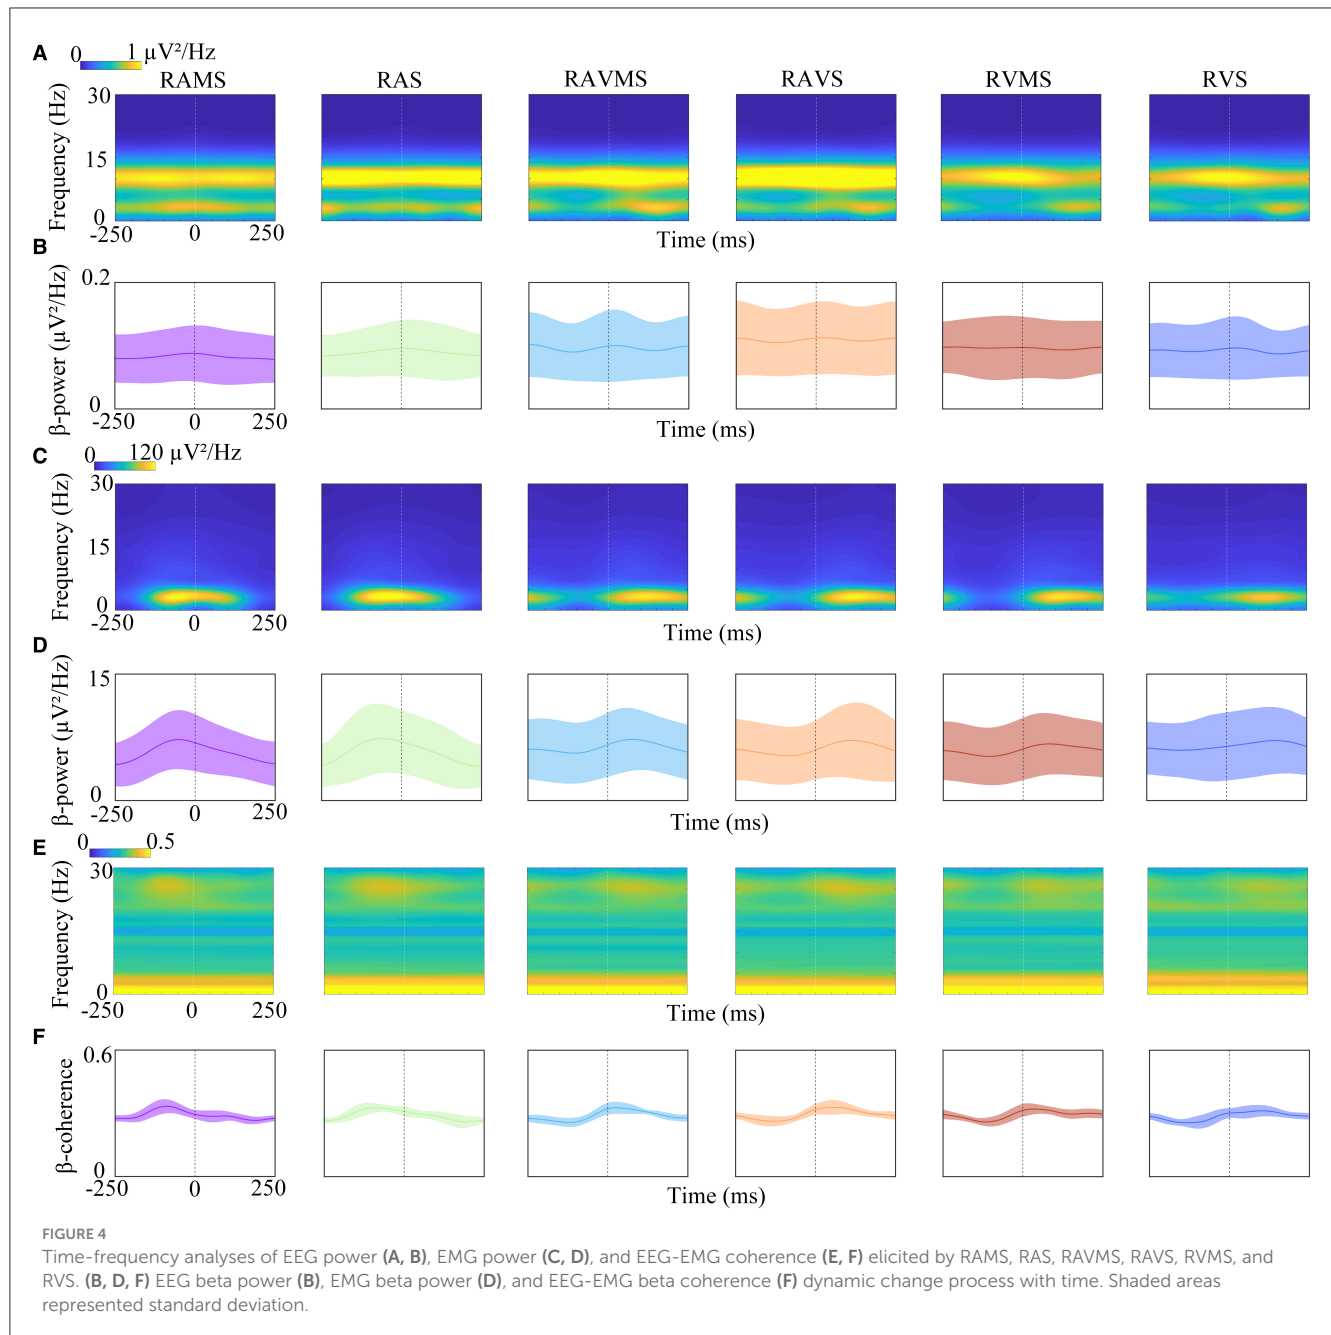 A
0 1 μV²/Hz
RAMS RAS RAVMS RAVS RVMS RVS
30
15
0
Frequency (Hz)
-250 0 250
Time (ms)
B
0.2
0
β-power (μV²/Hz)
-250 0 250
Time (ms)
C
0 120 μV²/Hz
30
15
0
Frequency (Hz)
-250 0 250
Time (ms)
D
15
0
β-power (μV²/Hz)
-250 0 250
Time (ms)
E
0 0.5
30
15
0
Frequency (Hz)
-250 0 250
Time (ms)
F
0.6
0
β-coherence
-250 0 250
Time (ms)
FIGURE 4
Time-frequency analyses of EEG power (A, B), EMG power (C, D), and EEG-EMG coherence (E, F) elicited by RAMS, RAS, RAVMS, RAVS, RVMS, and
RVS. (B, D, F) EEG beta power (B), EMG beta power (D), and EEG-EMG beta coherence (F) dynamic change process with time. Shaded areas
represented standard deviation.